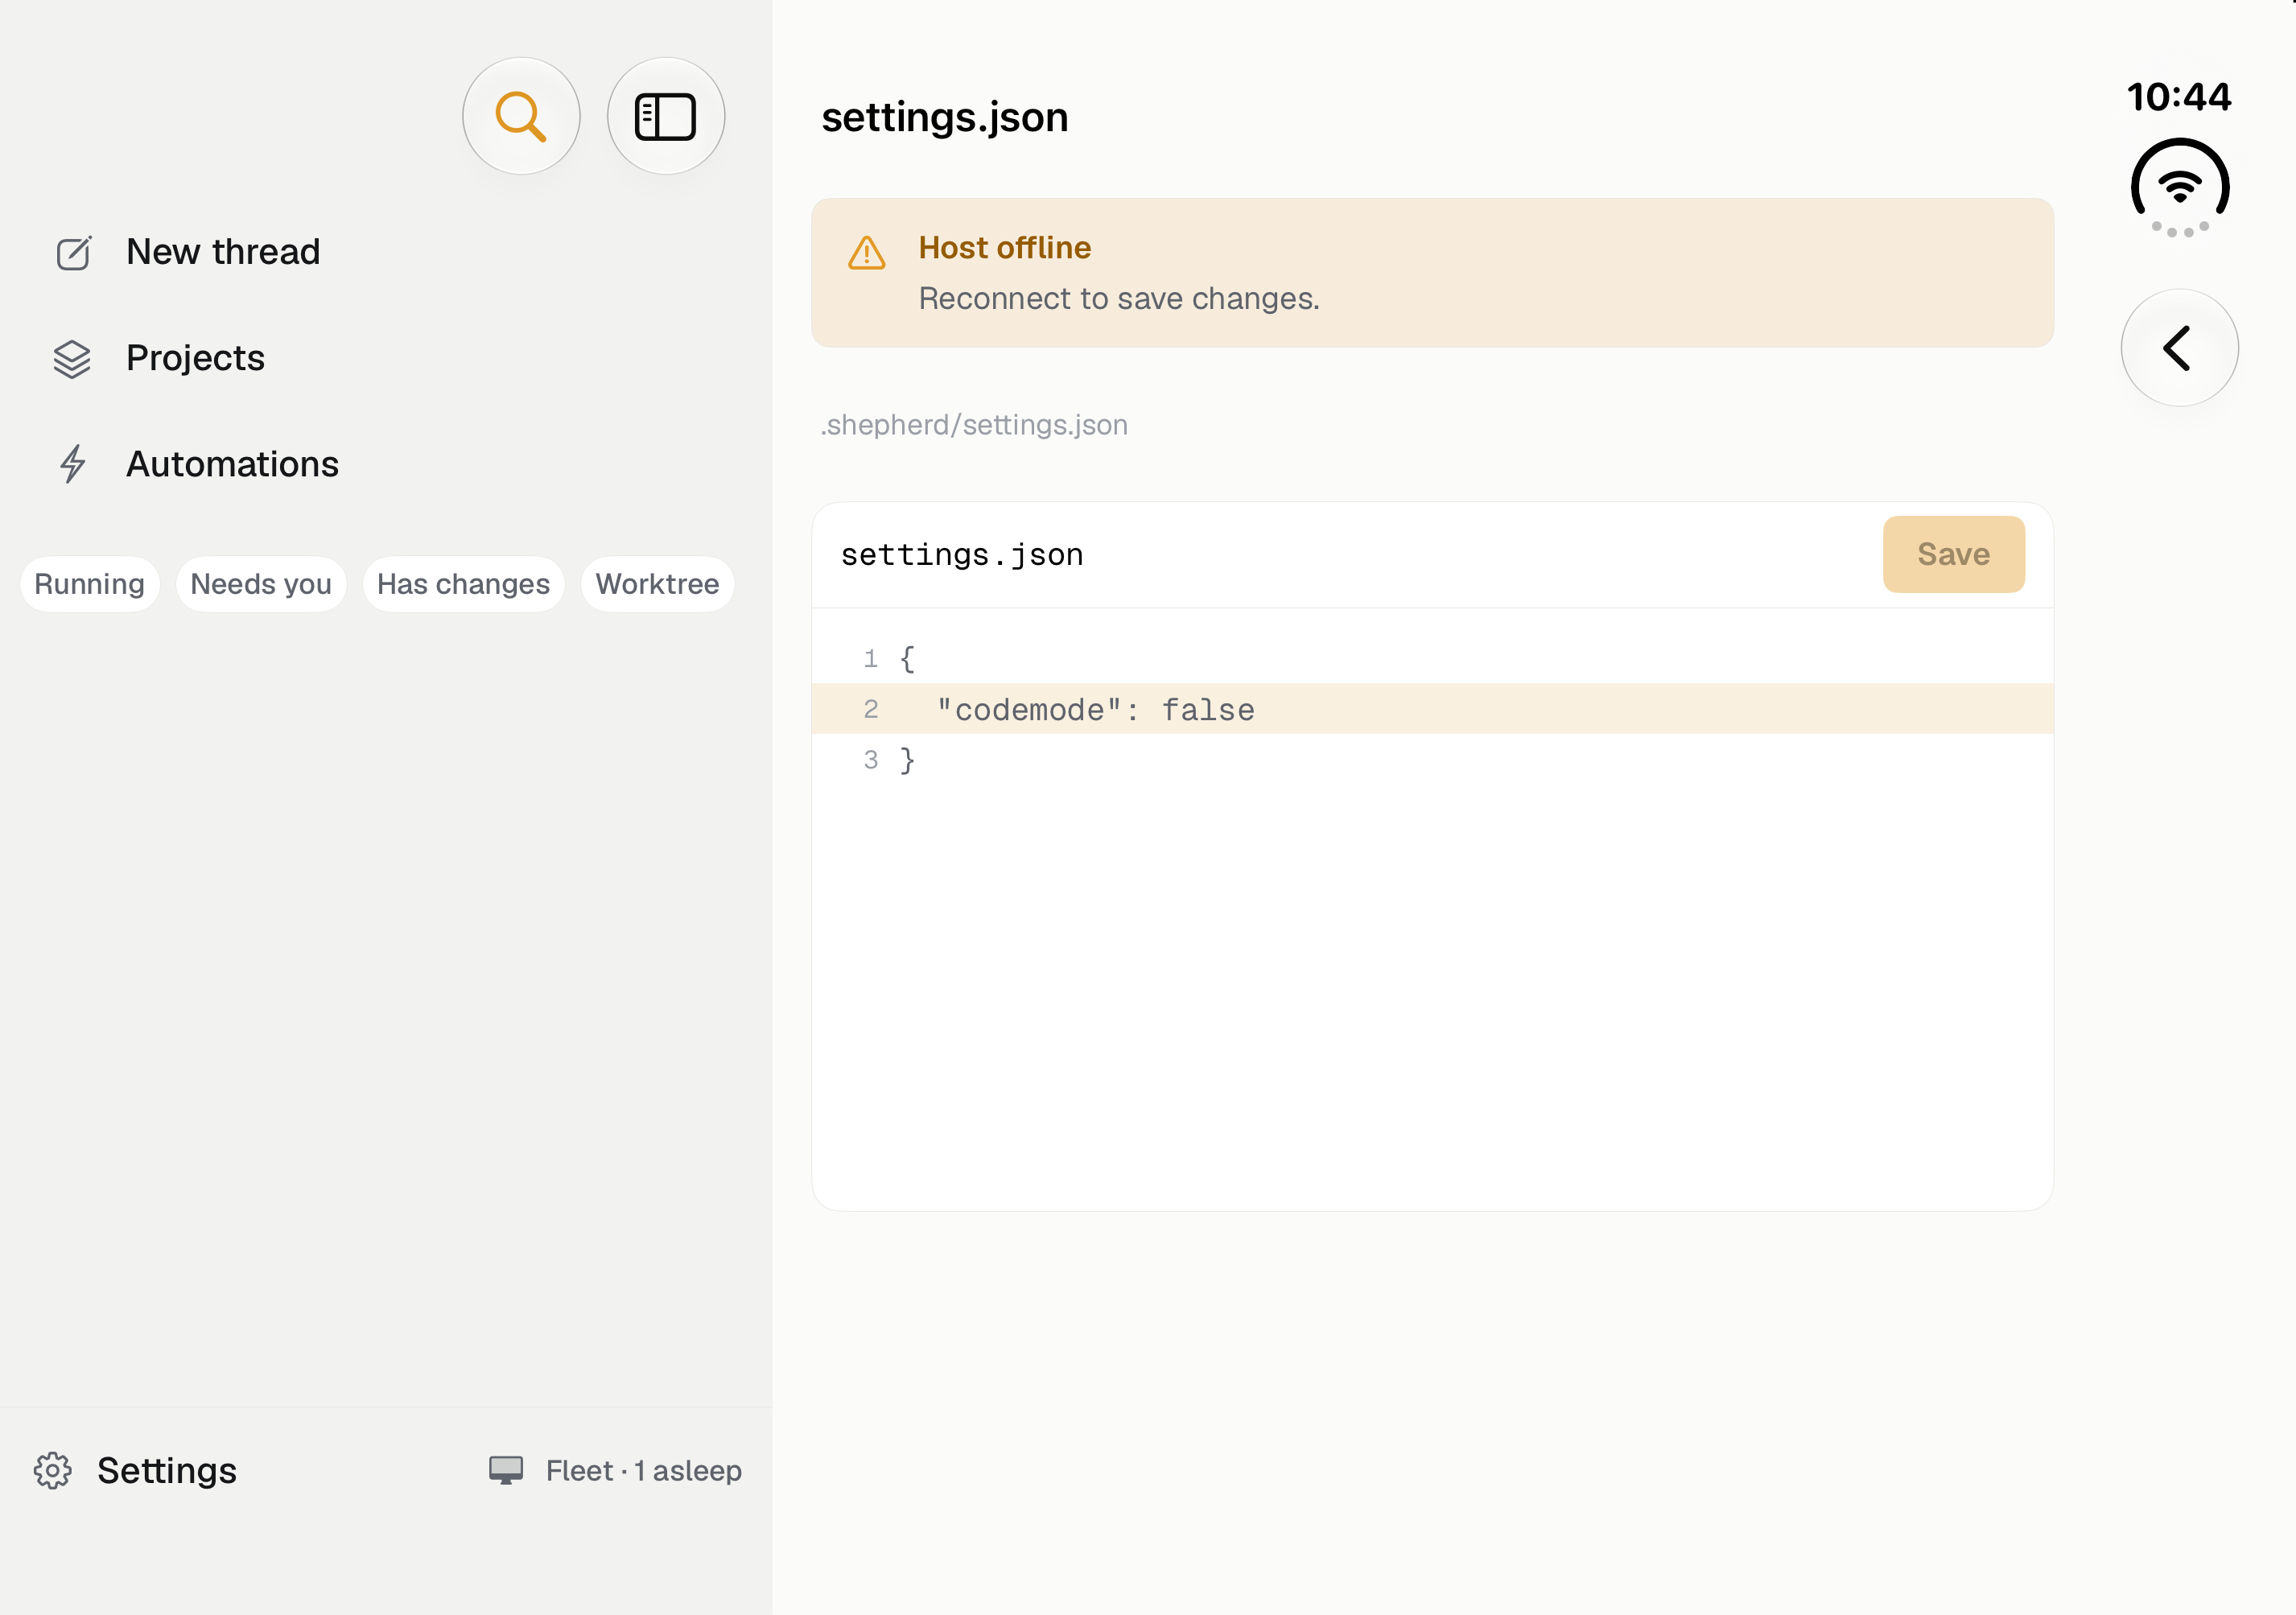 New thread
Projects
Automations
Running
Needs you
Has changes
Worktree
Settings
Fleet · 1 asleep
settings.json
Host offline
Reconnect to save changes.
.shepherd/settings.json
settings.json
Save
1 {
2   "codemode": false
3 }
10:44